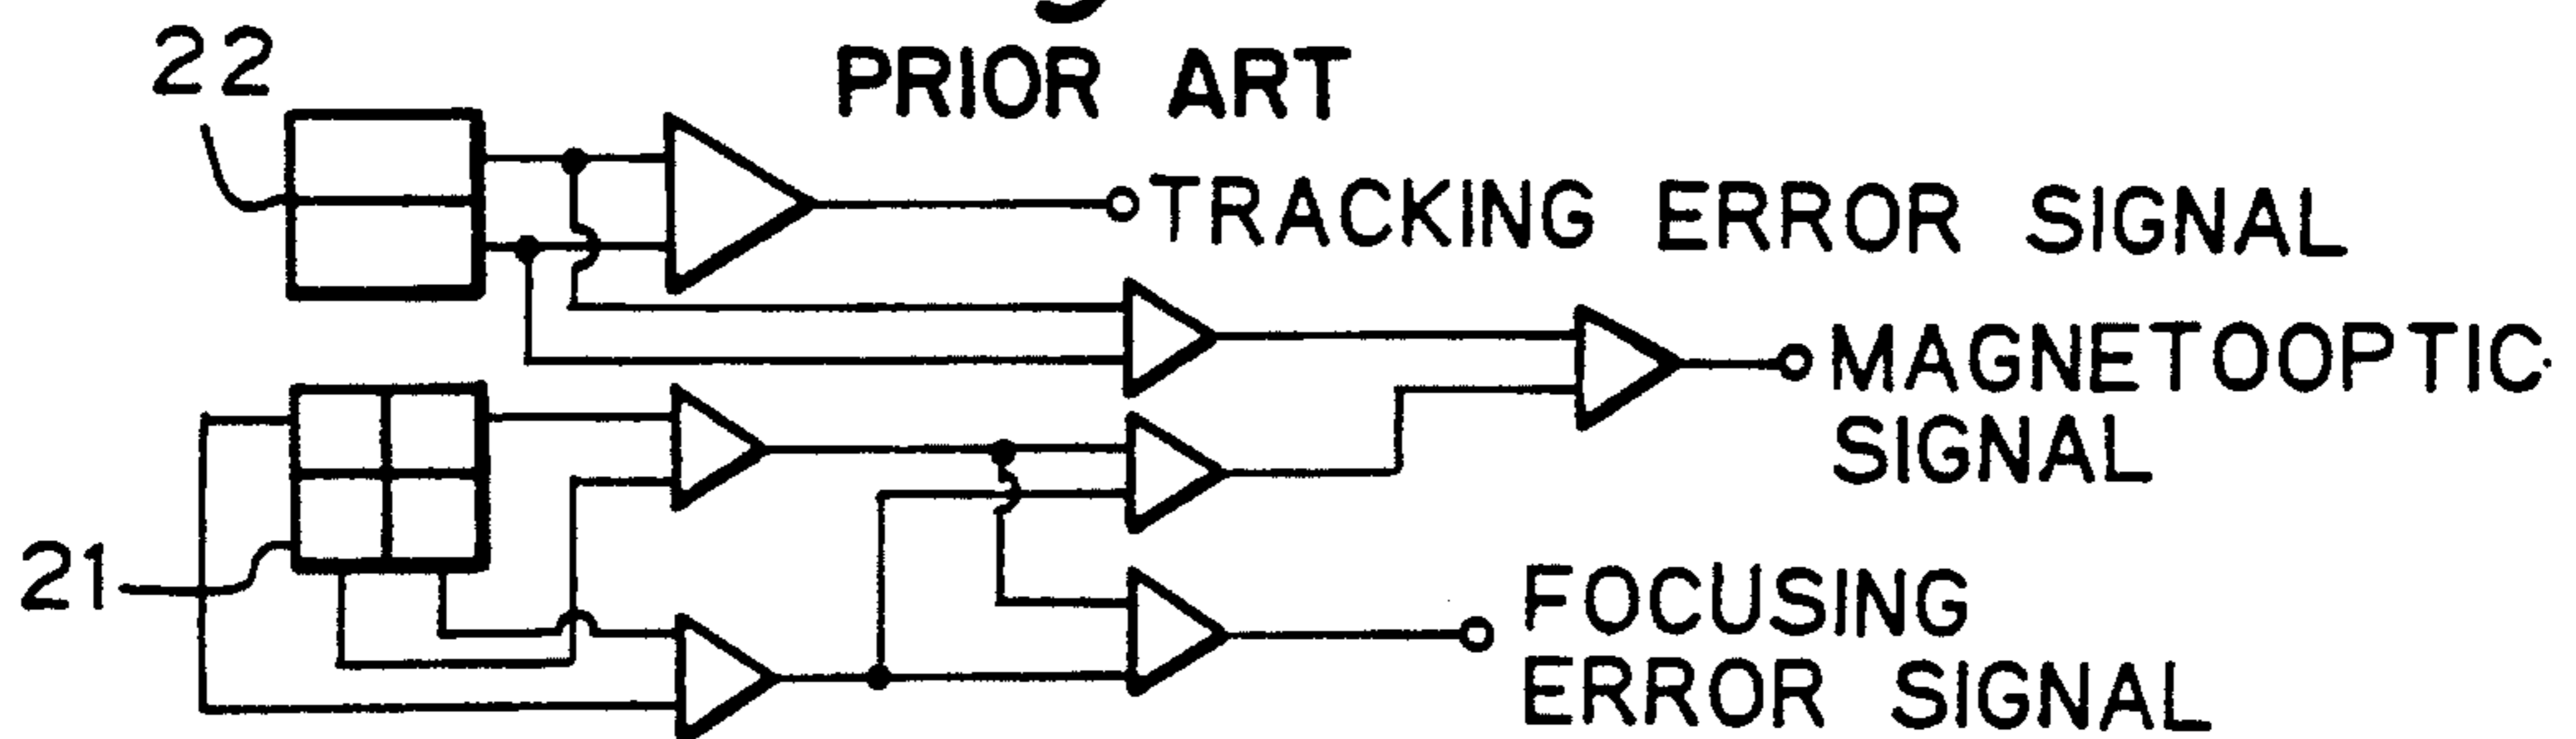 PRIOR ART
22
TRACKING ERROR SIGNAL
MAGNETOOPTIC
SIGNAL
21
FOCUSING
ERROR SIGNAL